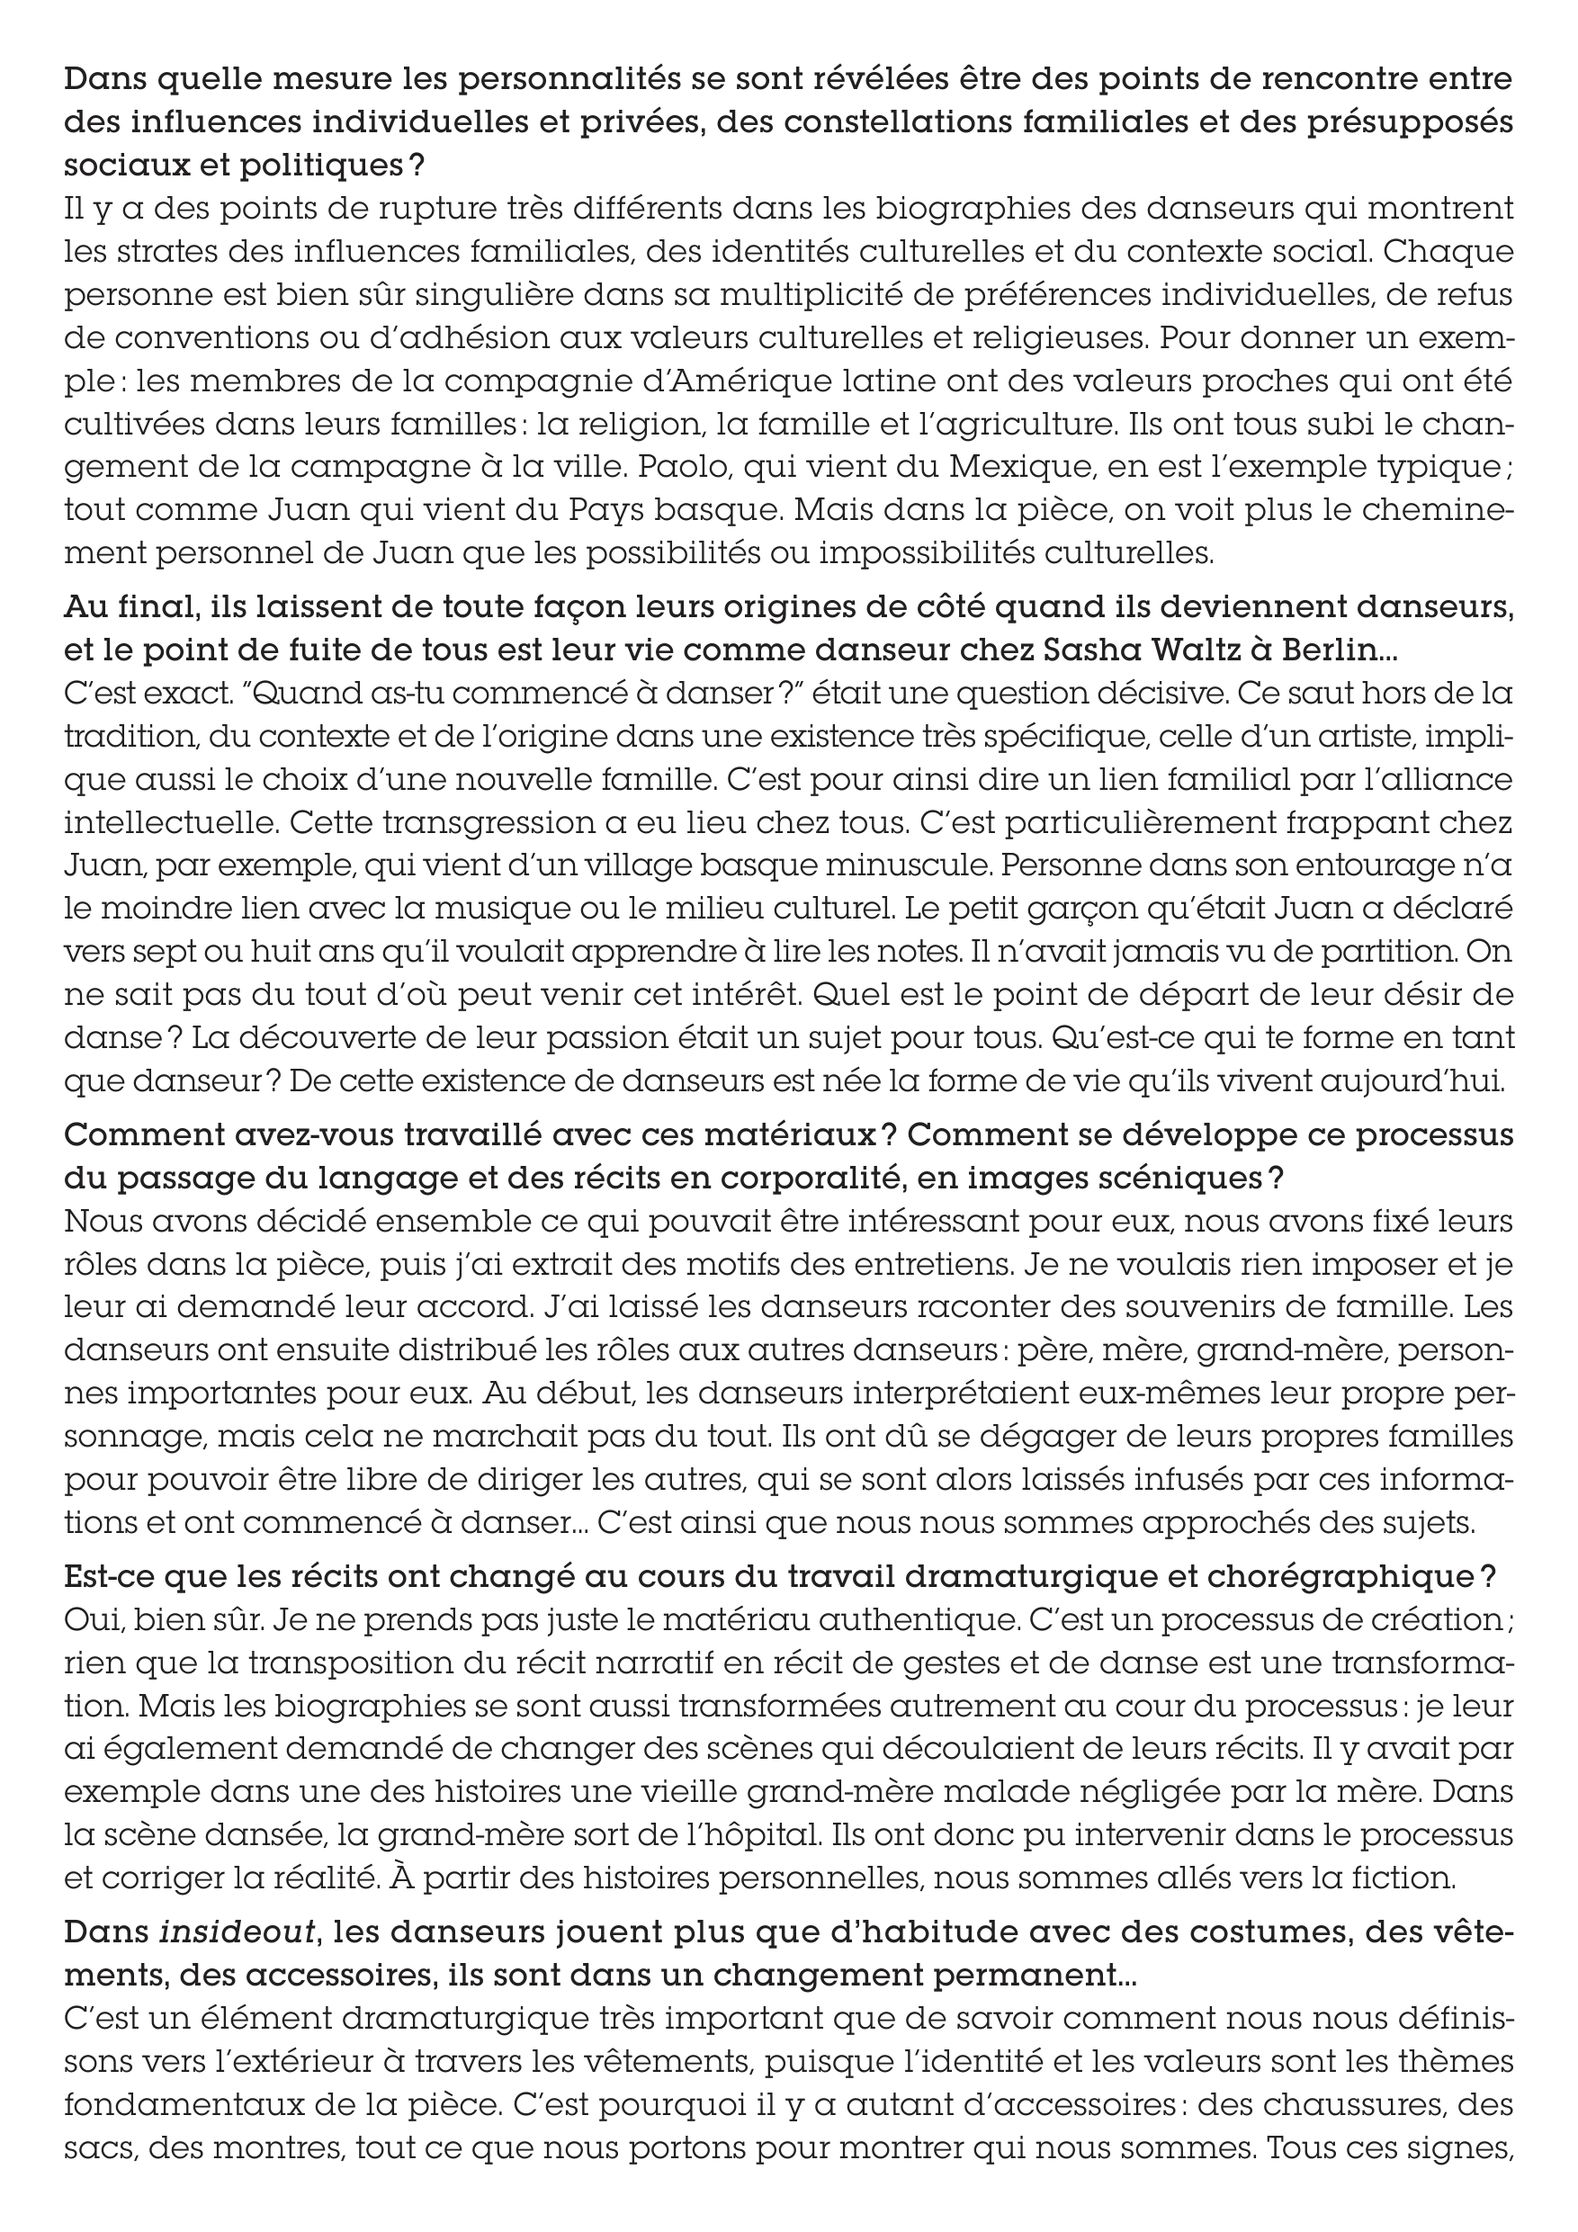 Dans quelle mesure les personnalités se sont révélées être des points de rencontre entre
des influences individuelles et privées, des constellations familiales et des présupposés
sociaux et politiques ?
Il y a des points de rupture très différents dans les biographies des danseurs qui montrent
les strates des influences familiales, des identités culturelles et du contexte social. Chaque
personne est bien sûr singulière dans sa multiplicité de préférences individuelles, de refus
de conventions ou d’adhésion aux valeurs culturelles et religieuses. Pour donner un exem-
ple : les membres de la compagnie d’Amérique latine ont des valeurs proches qui ont été
cultivées dans leurs familles : la religion, la famille et l’agriculture. Ils ont tous subi le chan-
gement de la campagne à la ville. Paolo, qui vient du Mexique, en est l’exemple typique ;
tout comme Juan qui vient du Pays basque. Mais dans la pièce, on voit plus le chemine-
ment personnel de Juan que les possibilités ou impossibilités culturelles.
Au final, ils laissent de toute façon leurs origines de côté quand ils deviennent danseurs,
et le point de fuite de tous est leur vie comme danseur chez Sasha Waltz à Berlin...
C’est exact. "Quand as-tu commencé à danser ?" était une question décisive. Ce saut hors de la
tradition, du contexte et de l’origine dans une existence très spécifique, celle d’un artiste, impli-
que aussi le choix d’une nouvelle famille. C’est pour ainsi dire un lien familial par l’alliance
intellectuelle. Cette transgression a eu lieu chez tous. C’est particulièrement frappant chez
Juan, par exemple, qui vient d’un village basque minuscule. Personne dans son entourage n’a
le moindre lien avec la musique ou le milieu culturel. Le petit garçon qu’était Juan a déclaré
vers sept ou huit ans qu’il voulait apprendre à lire les notes. Il n’avait jamais vu de partition. On
ne sait pas du tout d’où peut venir cet intérêt. Quel est le point de départ de leur désir de
danse ? La découverte de leur passion était un sujet pour tous. Qu’est-ce qui te forme en tant
que danseur ? De cette existence de danseurs est née la forme de vie qu’ils vivent aujourd’hui.
Comment avez-vous travaillé avec ces matériaux ? Comment se développe ce processus
du passage du langage et des récits en corporalité, en images scéniques ?
Nous avons décidé ensemble ce qui pouvait être intéressant pour eux, nous avons fixé leurs
rôles dans la pièce, puis j’ai extrait des motifs des entretiens. Je ne voulais rien imposer et je
leur ai demandé leur accord. J’ai laissé les danseurs raconter des souvenirs de famille. Les
danseurs ont ensuite distribué les rôles aux autres danseurs : père, mère, grand-mère, person-
nes importantes pour eux. Au début, les danseurs interprétaient eux-mêmes leur propre per-
sonnage, mais cela ne marchait pas du tout. Ils ont dû se dégager de leurs propres familles
pour pouvoir être libre de diriger les autres, qui se sont alors laissés infusés par ces informa-
tions et ont commencé à danser... C’est ainsi que nous nous sommes approchés des sujets.
Est-ce que les récits ont changé au cours du travail dramaturgique et chorégraphique ?
Oui, bien sûr. Je ne prends pas juste le matériau authentique. C’est un processus de création ;
rien que la transposition du récit narratif en récit de gestes et de danse est une transforma-
tion. Mais les biographies se sont aussi transformées autrement au cour du processus : je leur
ai également demandé de changer des scènes qui découlaient de leurs récits. Il y avait par
exemple dans une des histoires une vieille grand-mère malade négligée par la mère. Dans
la scène dansée, la grand-mère sort de l’hôpital. Ils ont donc pu intervenir dans le processus
et corriger la réalité. À partir des histoires personnelles, nous sommes allés vers la fiction.
Dans insideout, les danseurs jouent plus que d’habitude avec des costumes, des vête-
ments, des accessoires, ils sont dans un changement permanent...
C’est un élément dramaturgique très important que de savoir comment nous nous définis-
sons vers l’extérieur à travers les vêtements, puisque l’identité et les valeurs sont les thèmes
fondamentaux de la pièce. C’est pourquoi il y a autant d’accessoires : des chaussures, des
sacs, des montres, tout ce que nous portons pour montrer qui nous sommes. Tous ces signes,